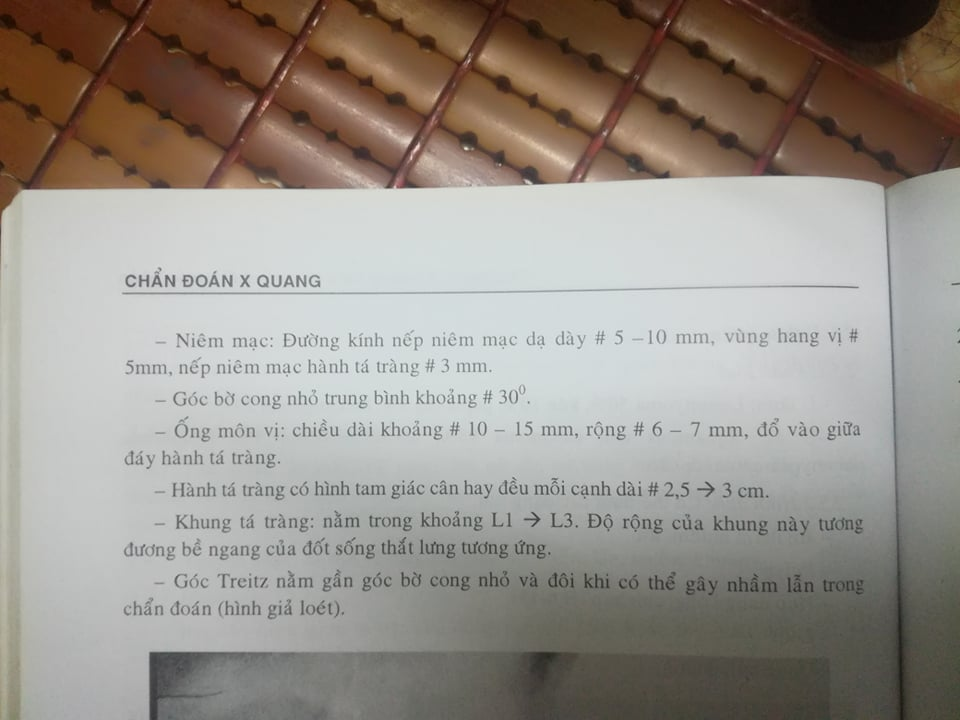 CHẨN ĐOÁN X QUANG
– Niêm mạc: Đường kính nếp niêm mạc dạ dày # 5 –10 mm, vùng hang vị #
5mm, nếp niêm mạc hành tá tràng # 3 mm.
– Góc bờ cong nhỏ trung bình khoảng # 30⁰.
– Ống môn vị: chiều dài khoảng # 10 – 15 mm, rộng # 6 – 7 mm, đổ vào giữa
đáy hành tá tràng.
– Hành tá tràng có hình tam giác cân hay đều mỗi cạnh dài # 2,5 → 3 cm.
– Khung tá tràng: nằm trong khoảng L1 → L3. Độ rộng của khung này tương
đương bề ngang của đốt sống thắt lưng tương ứng.
– Góc Treitz nằm gần góc bờ cong nhỏ và đôi khi có thể gây nhầm lẫn trong
chẩn đoán (hình giả loét).